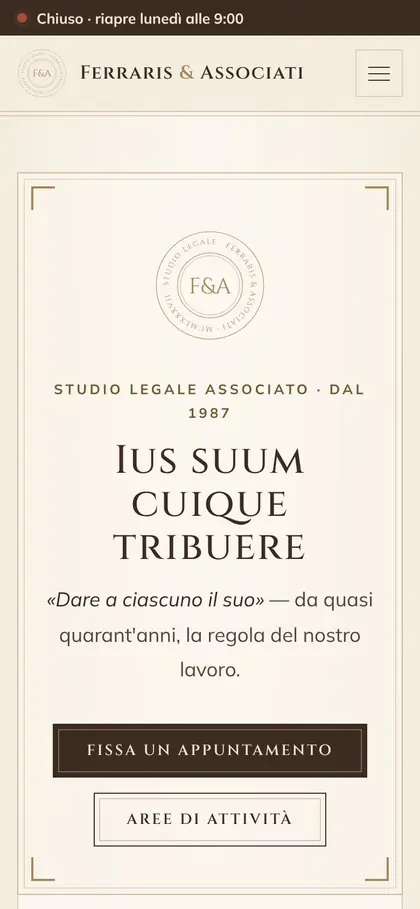 Chiuso · riapre lunedì alle 9:00
F&A
FERRARIS & ASSOCIATI
STUDIO LEGALE · FERRARIS & ASSOCIATI · MCMLXXXVII
F&A
STUDIO LEGALE ASSOCIATO · DAL
1987
IUS SUUM
CUIQUE
TRIBUERE
«Dare a ciascuno il suo» — da quasi
quarant'anni, la regola del nostro
lavoro.
FISSA UN APPUNTAMENTO
AREE DI ATTIVITÀ